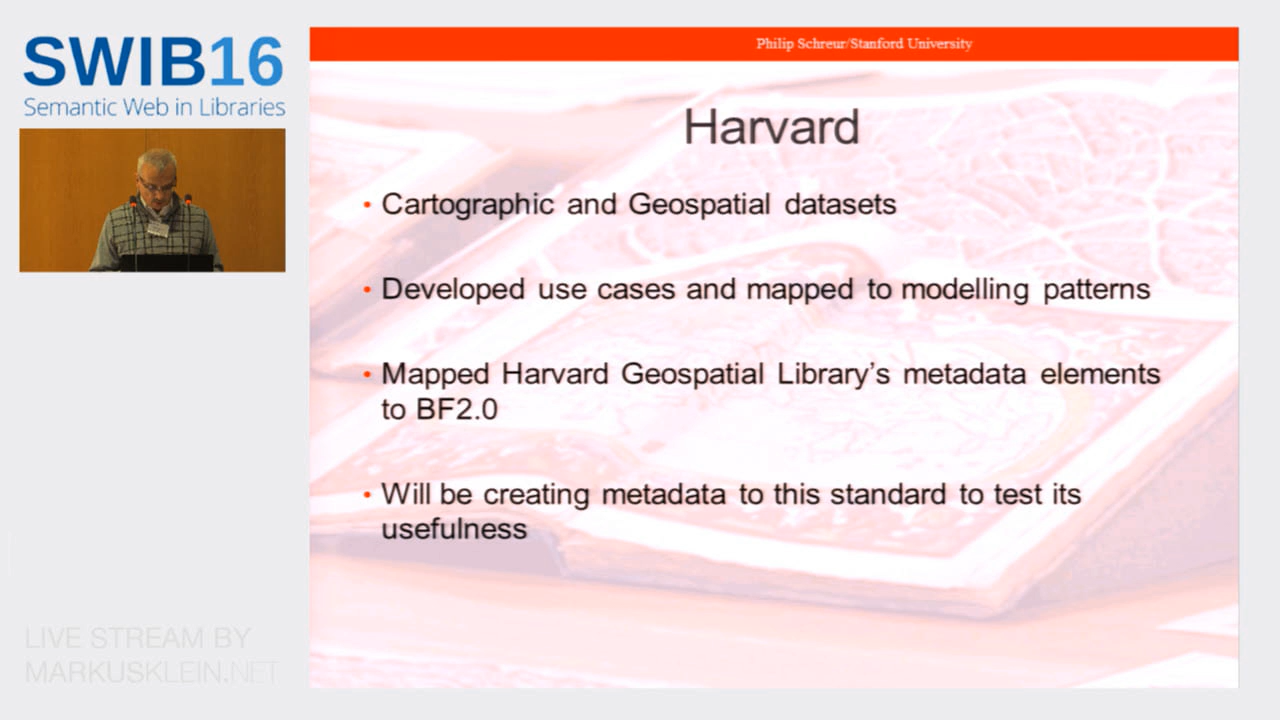 SWIB16
Semantic Web in Libraries
Philip Schreur/Stanford University
Harvard
• Cartographic and Geospatial datasets
• Developed use cases and mapped to modelling patterns
• Mapped Harvard Geospatial Library’s metadata elements
to BF2.0
• Will be creating metadata to this standard to test its
usefulness
LIVE STREAM BY
MARKUSKLEIN.NET